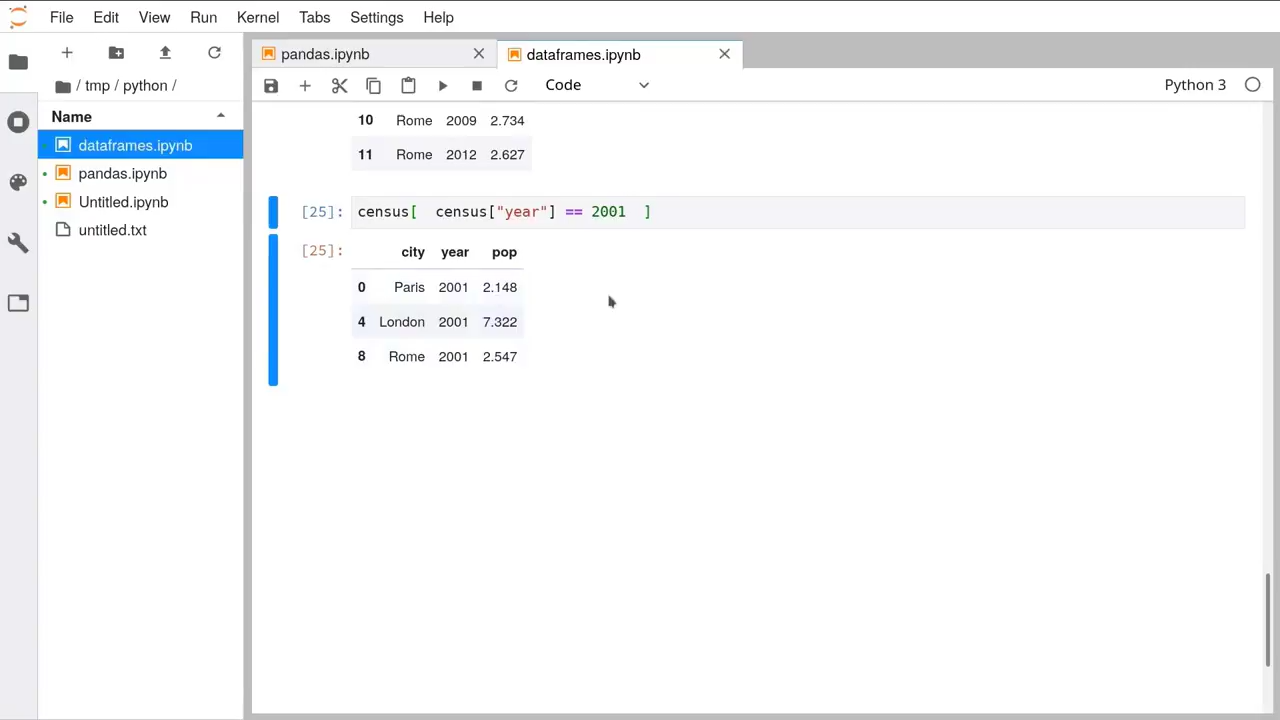 File Edit View Run Kernel Tabs Settings Help
pandas.ipynb
dataframes.ipynb
Code
Python 3
/ tmp / python /
Name
dataframes.ipynb
pandas.ipynb
Untitled.ipynb
untitled.txt
10 Rome 2009 2.734
11 Rome 2012 2.627
[25]: census[  census["year"] == 2001  ]
[25]: city year pop
0 Paris 2001 2.148
4 London 2001 7.322
8 Rome 2001 2.547